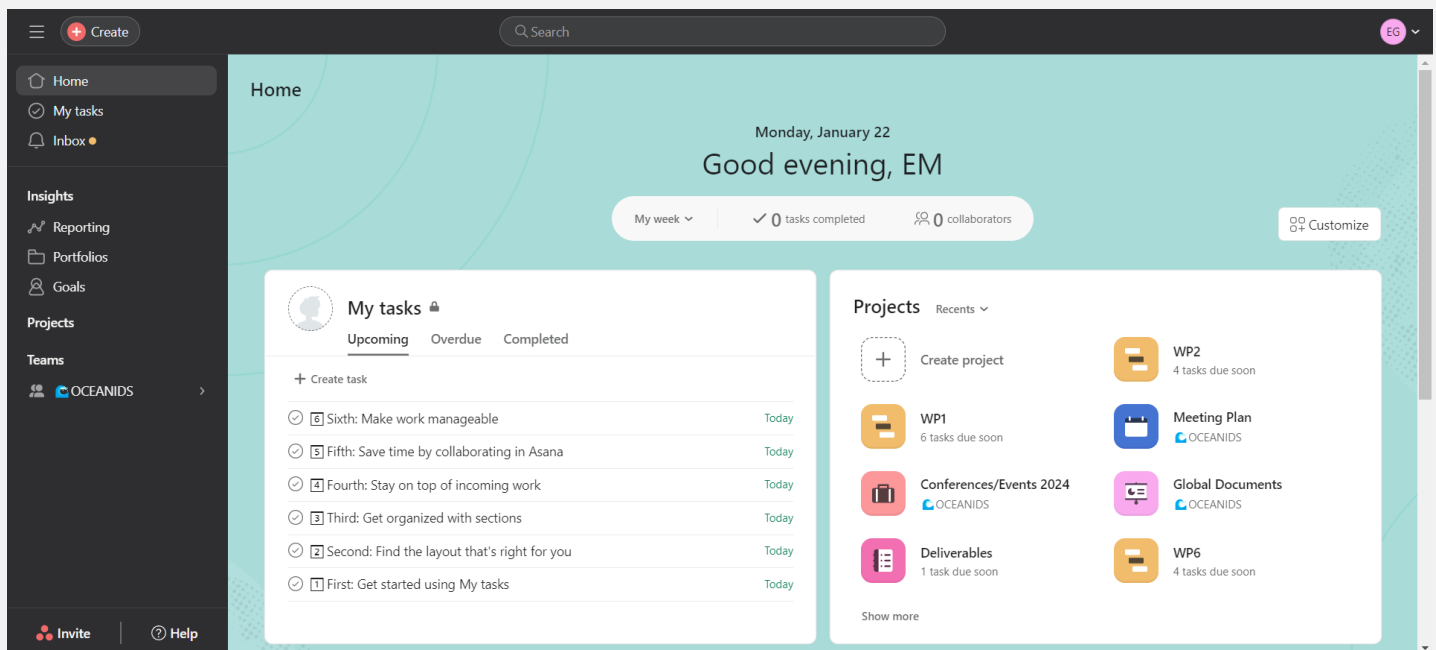 Create
Search
EG
Home
My tasks
Inbox
Insights
Reporting
Portfolios
Goals
Projects
Teams
OCEANIDS
Invite
Help
Home
Monday, January 22
Good evening, EM
My week
0 tasks completed
0 collaborators
Customize
My tasks
Upcoming Overdue Completed
+ Create task
6 Sixth: Make work manageable Today
5 Fifth: Save time by collaborating in Asana Today
4 Fourth: Stay on top of incoming work Today
3 Third: Get organized with sections Today
2 Second: Find the layout that's right for you Today
1 First: Get started using My tasks Today
Projects Recents
Create project
WP2
4 tasks due soon
WP1
6 tasks due soon
Meeting Plan
OCEANIDS
Conferences/Events 2024
OCEANIDS
Global Documents
OCEANIDS
Deliverables
1 task due soon
WP6
4 tasks due soon
Show more